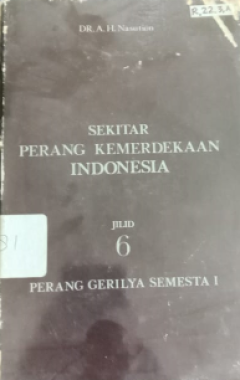 DR. A. H. Nasution
SEKITAR
PERANG KEMERDEKAAN
INDONESIA
JILID
6
PERANG GERILYA SEMESTA I